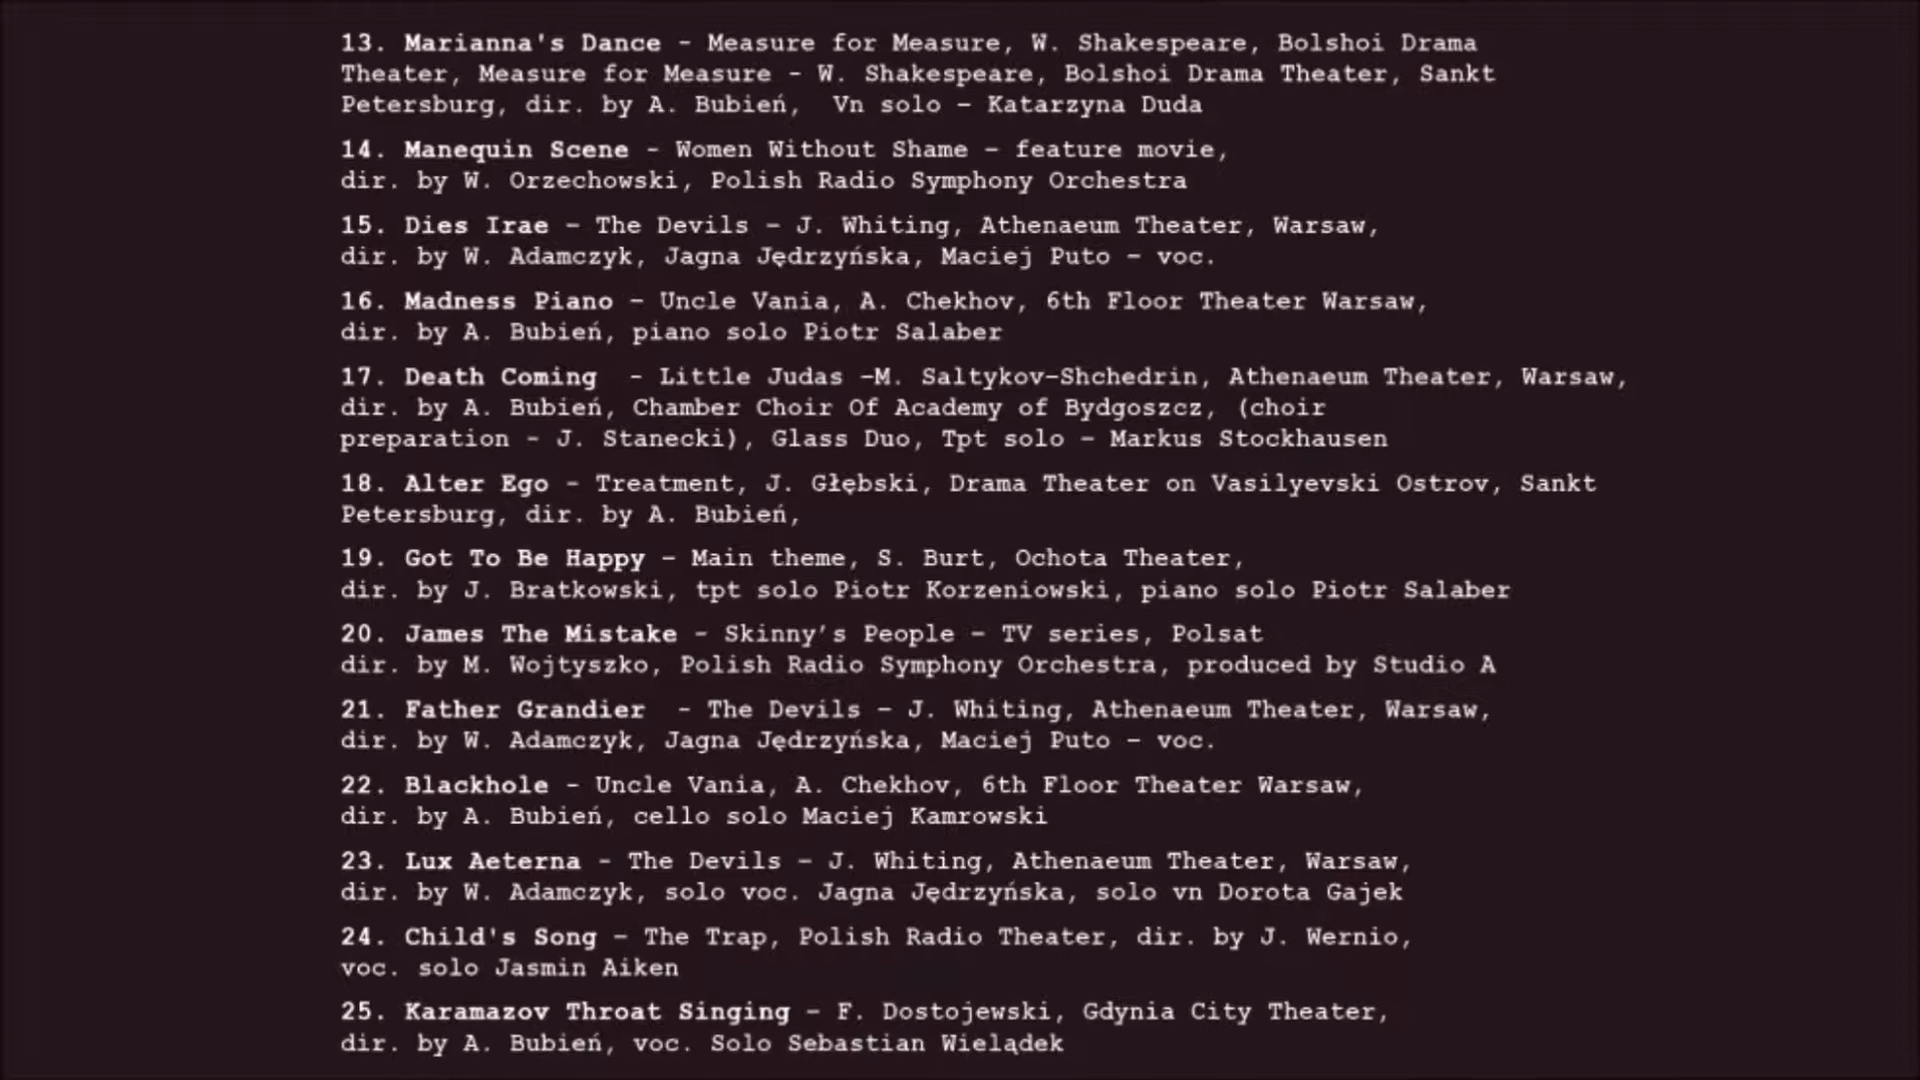 13. Marianna's Dance - Measure for Measure, W. Shakespeare, Bolshoi Drama
Theater, Measure for Measure - W. Shakespeare, Bolshoi Drama Theater, Sankt
Petersburg, dir. by A. Bubień,  Vn solo – Katarzyna Duda
14. Manequin Scene - Women Without Shame – feature movie,
dir. by W. Orzechowski, Polish Radio Symphony Orchestra
15. Dies Irae – The Devils – J. Whiting, Athenaeum Theater, Warsaw,
dir. by W. Adamczyk, Jagna Jędrzyńska, Maciej Puto – voc.
16. Madness Piano – Uncle Vania, A. Chekhov, 6th Floor Theater Warsaw,
dir. by A. Bubień, piano solo Piotr Salaber
17. Death Coming  - Little Judas –M. Saltykov-Shchedrin, Athenaeum Theater, Warsaw,
dir. by A. Bubień, Chamber Choir Of Academy of Bydgoszcz, (choir
preparation - J. Stanecki), Glass Duo, Tpt solo – Markus Stockhausen
18. Alter Ego – Treatment, J. Głębski, Drama Theater on Vasilyevski Ostrov, Sankt
Petersburg, dir. by A. Bubień,
19. Got To Be Happy – Main theme, S. Burt, Ochota Theater,
dir. by J. Bratkowski, tpt solo Piotr Korzeniowski, piano solo Piotr Salaber
20. James The Mistake - Skinny’s People – TV series, Polsat
dir. by M. Wojtyszko, Polish Radio Symphony Orchestra, produced by Studio A
21. Father Grandier  - The Devils – J. Whiting, Athenaeum Theater, Warsaw,
dir. by W. Adamczyk, Jagna Jędrzyńska, Maciej Puto – voc.
22. Blackhole – Uncle Vania, A. Chekhov, 6th Floor Theater Warsaw,
dir. by A. Bubień, cello solo Maciej Kamrowski
23. Lux Aeterna - The Devils – J. Whiting, Athenaeum Theater, Warsaw,
dir. by W. Adamczyk, solo voc. Jagna Jędrzyńska, solo vn Dorota Gajek
24. Child's Song – The Trap, Polish Radio Theater, dir. by J. Wernio,
voc. solo Jasmin Aiken
25. Karamazov Throat Singing – F. Dostojewski, Gdynia City Theater,
dir. by A. Bubień, voc. Solo Sebastian Wielądek